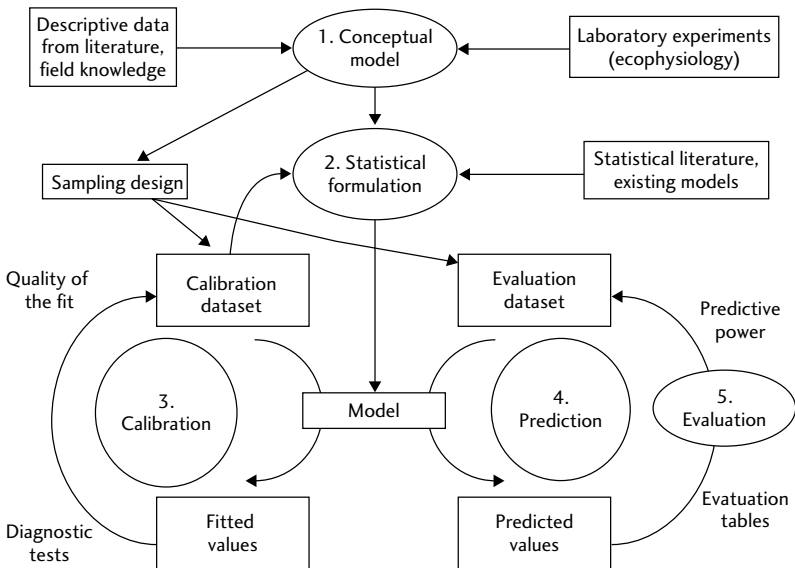 Descriptive data
from literature,
field knowledge
1. Conceptual
model
Laboratory experiments
(ecophysiology)
Sampling design
2. Statistical
formulation
Statistical literature,
existing models
Quality of
the fit
Calibration
dataset
Evaluation
dataset
Predictive
power
3.
Calibration
Model
4.
Prediction
5.
Evaluation
Diagnostic
tests
Fitted
values
Predicted
values
Evatuation
tables